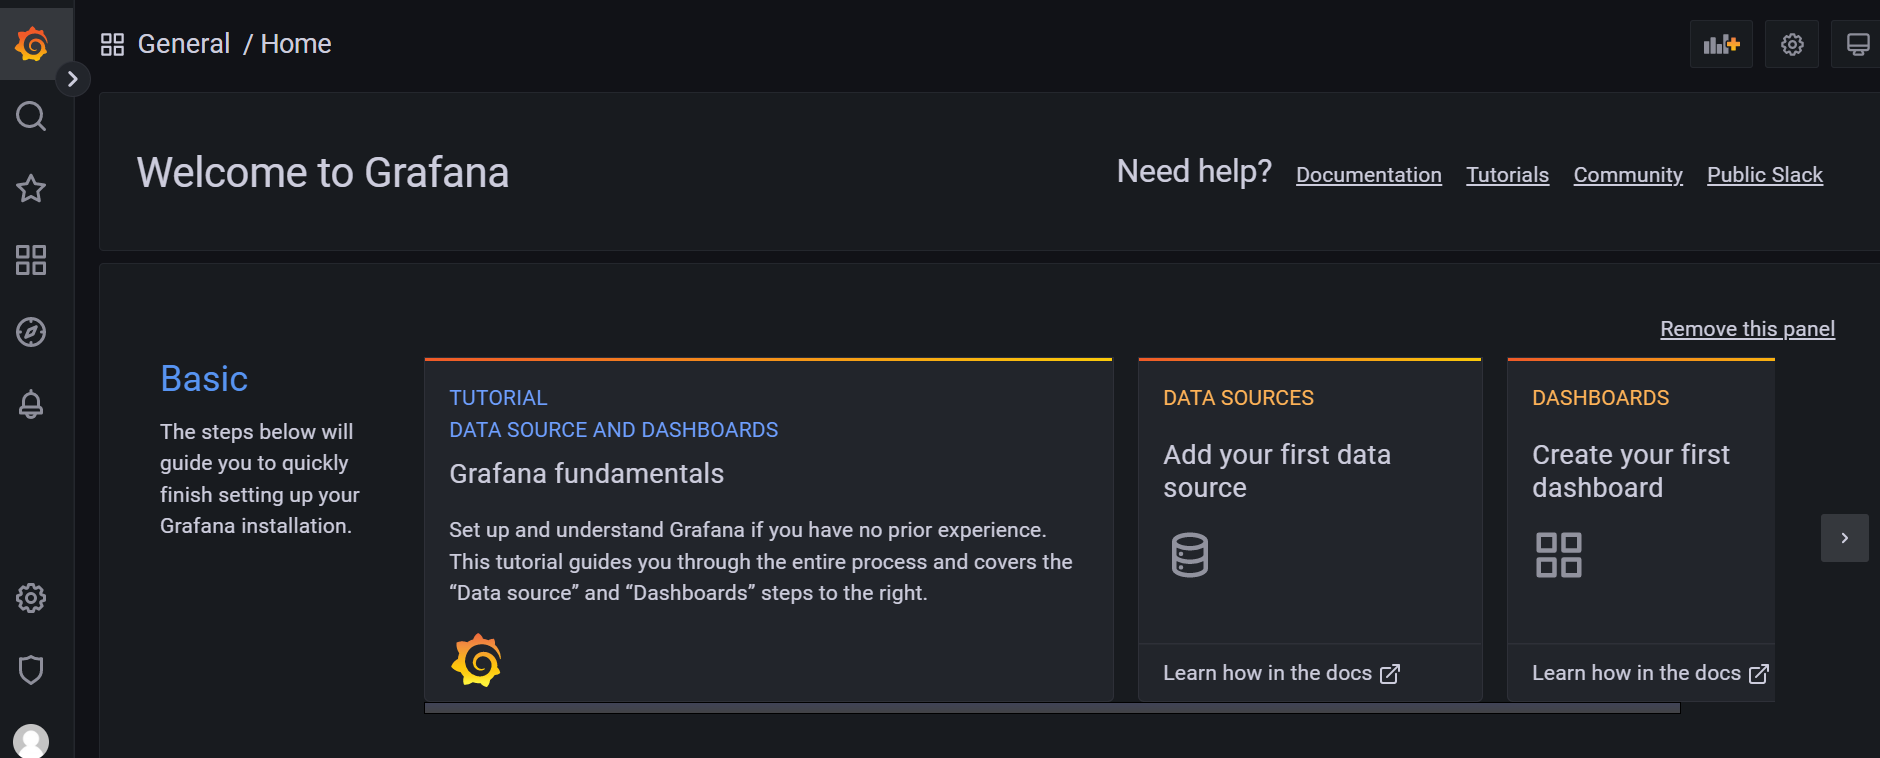 General / Home
Welcome to Grafana
Need help? Documentation Tutorials Community Public Slack
Remove this panel
Basic
The steps below will
guide you to quickly
finish setting up your
Grafana installation.
TUTORIAL
DATA SOURCE AND DASHBOARDS
Grafana fundamentals
Set up and understand Grafana if you have no prior experience.
This tutorial guides you through the entire process and covers the
“Data source” and “Dashboards” steps to the right.
DATA SOURCES
Add your first data
source
Learn how in the docs
DASHBOARDS
Create your first
dashboard
Learn how in the docs